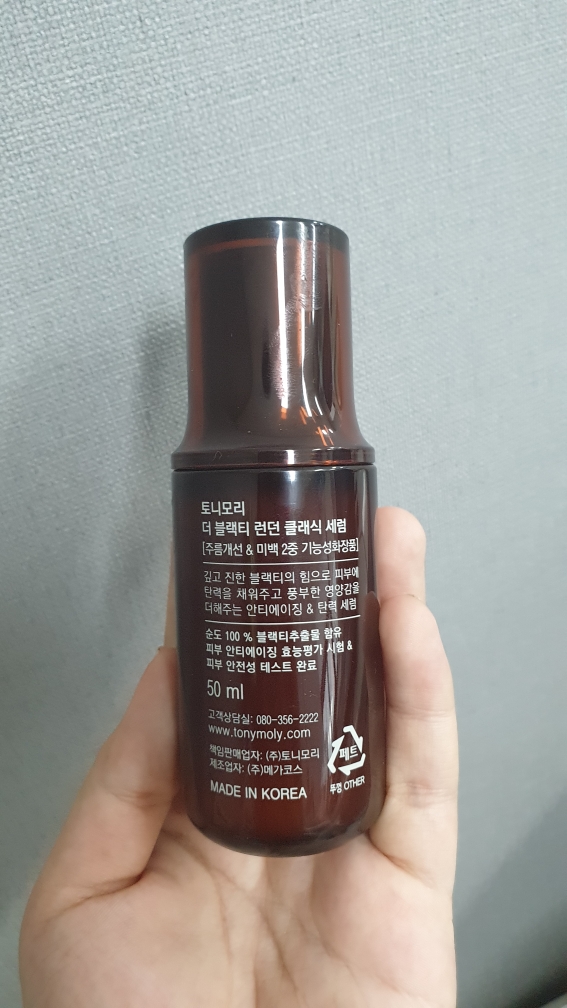 토니모리
더 블랙티 런던 클래식 세럼
[주름개선 & 미백 2중 기능성화장품]
깊고 진한 블랙티의 힘으로 피부에
탄력을 채워주고 풍부한 영양감을
더해주는 안티에이징 & 탄력 세럼
순도 100 % 블랙티추출물 함유
피부 안티에이징 효능평가 시험 &
피부 안전성 테스트 완료
50 ml
고객상담실: 080-356-2222
www.tonymoly.com
책임판매업자: (주)토니모리
제조업자: (주)메가코스
MADE IN KOREA
페트
뚜껑 OTHER